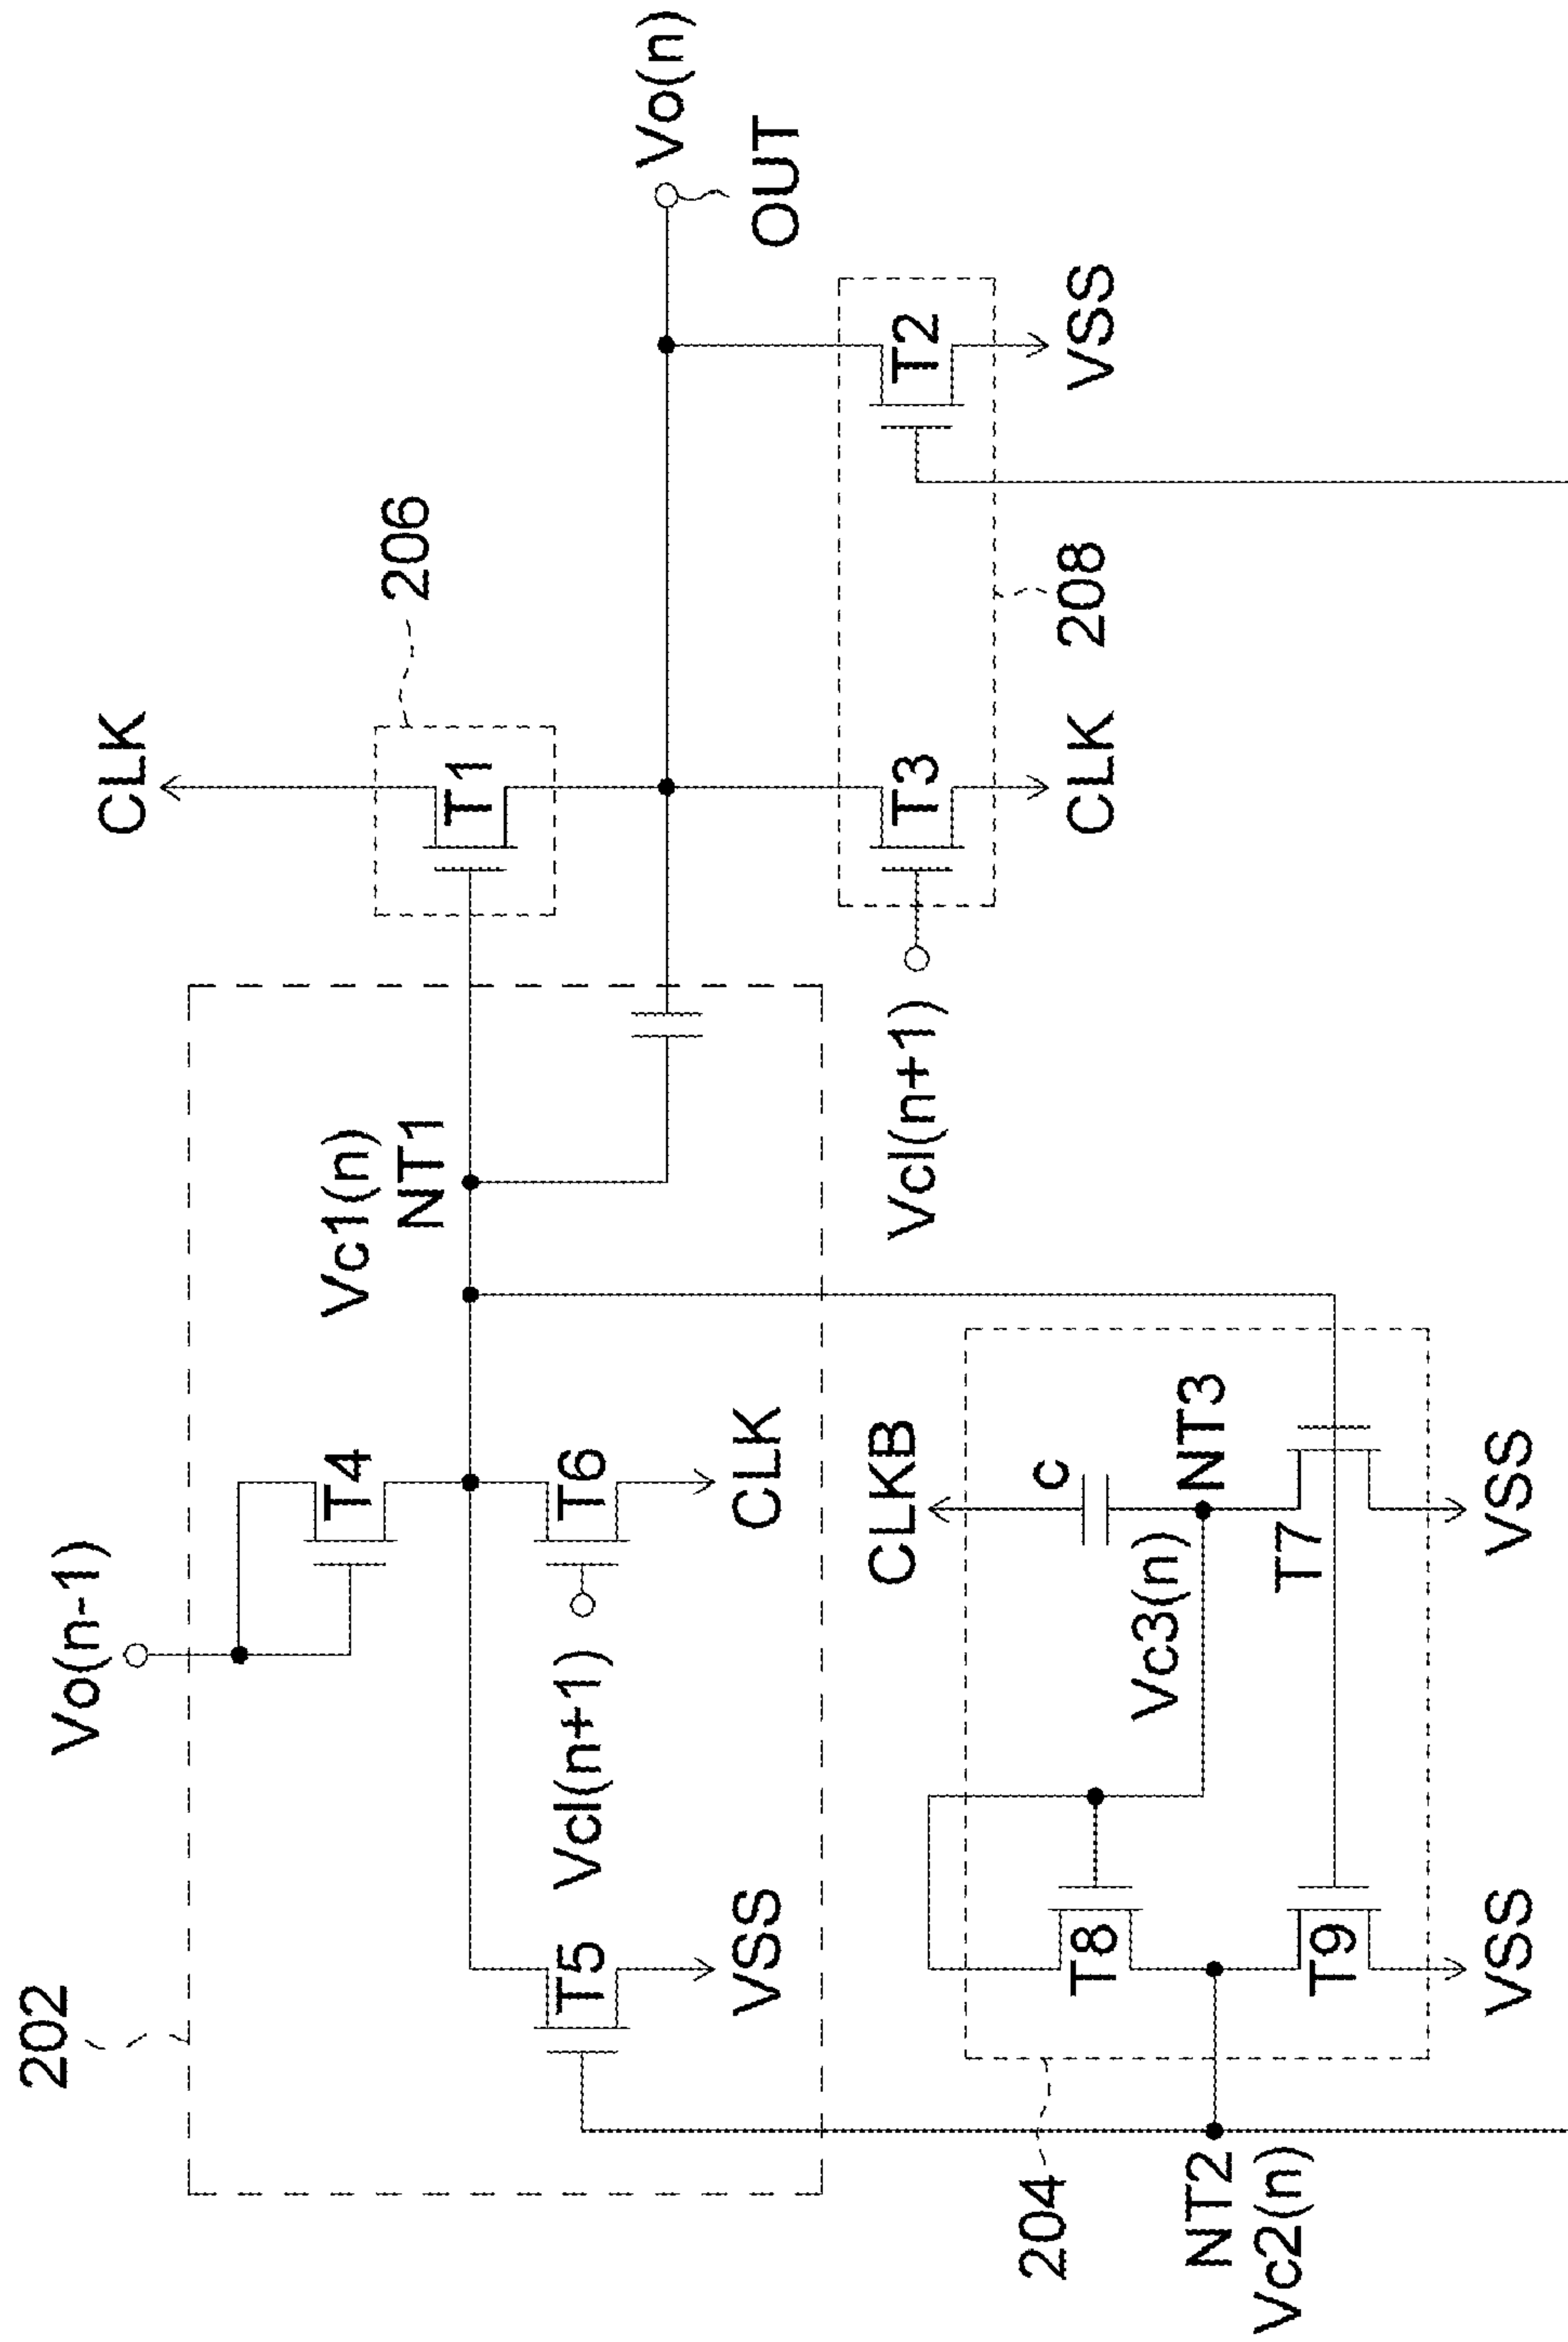 202
Vo(n-1)
CLK
T4
Vc1(n)
NT1
206
T1
T5
Vcl(n+1)
T6
Vo(n)
OUT
VSS
CLK
CLKB
Vcl(n+1)
T3
T2
204
c
CLK
208
VSS
T8
Vc3(n)
NT3
NT2
Vc2(n)
T7
T9
VSS
VSS